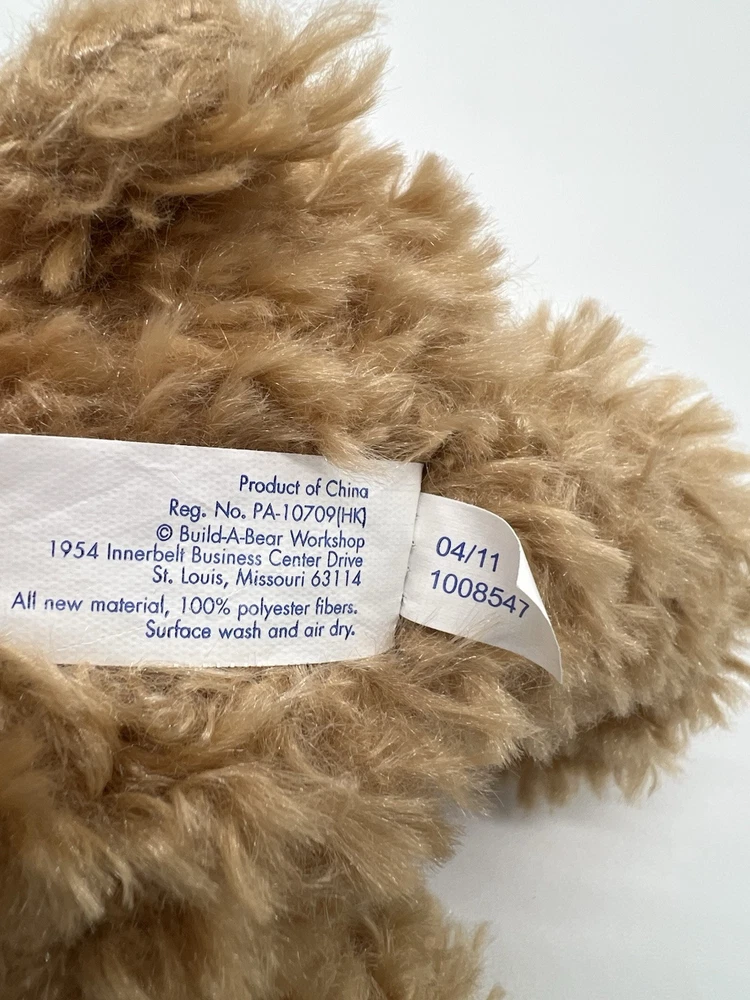 Product of China
Reg. No. PA-10709(HK)
© Build-A-Bear Workshop
1954 Innerbelt Business Center Drive
St. Louis, Missouri 63114
All new material, 100% polyester fibers.
Surface wash and air dry.
04/11
1008547